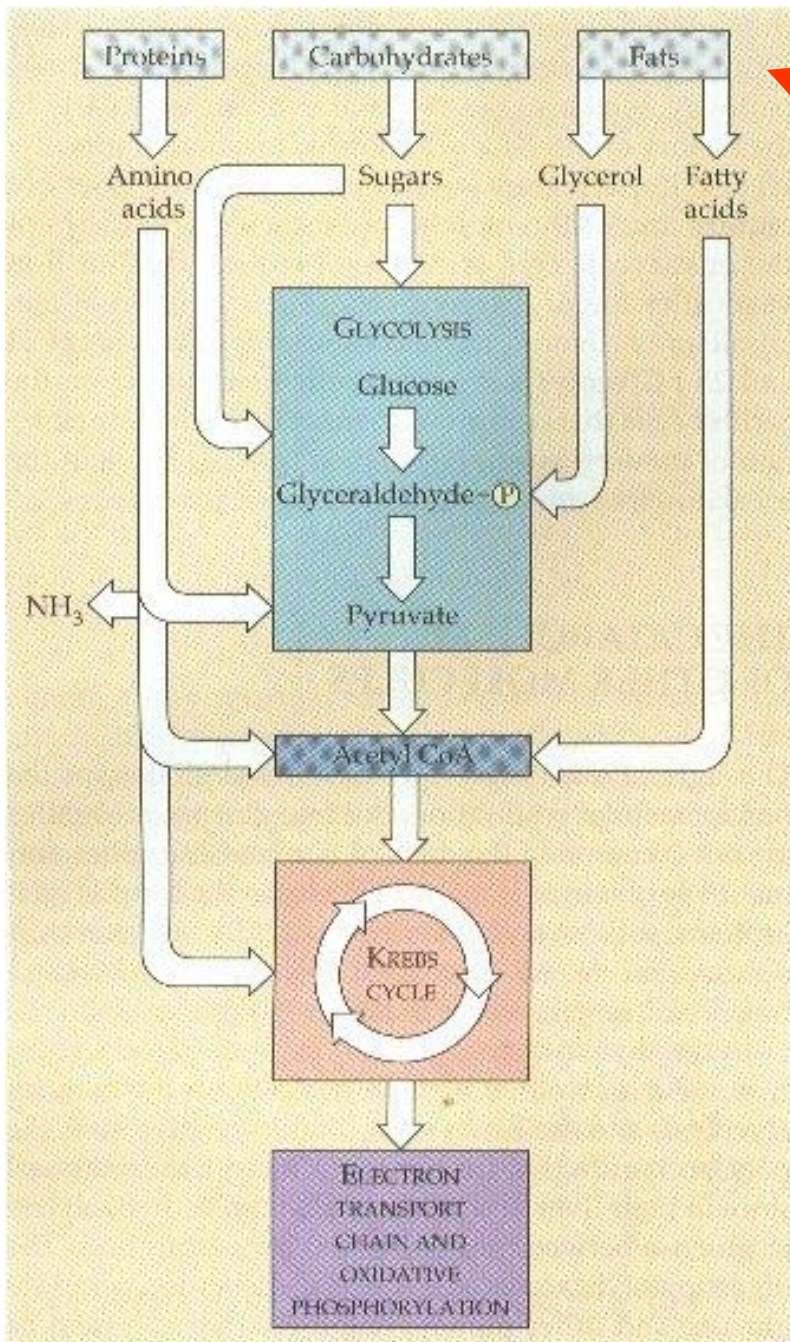 Proteins
Carbohydrates
Fats
Amino
acids
Sugars
Glycerol
Fatty
acids
GLYCOLYSIS
Glucose
Glyceraldehyde-P
NH3
Pyruvate
Acetyl CoA
KREBS
CYCLE
ELECTRON
TRANSPORT
CHAIN AND
OXIDATIVE
PHOSPHORYLATION